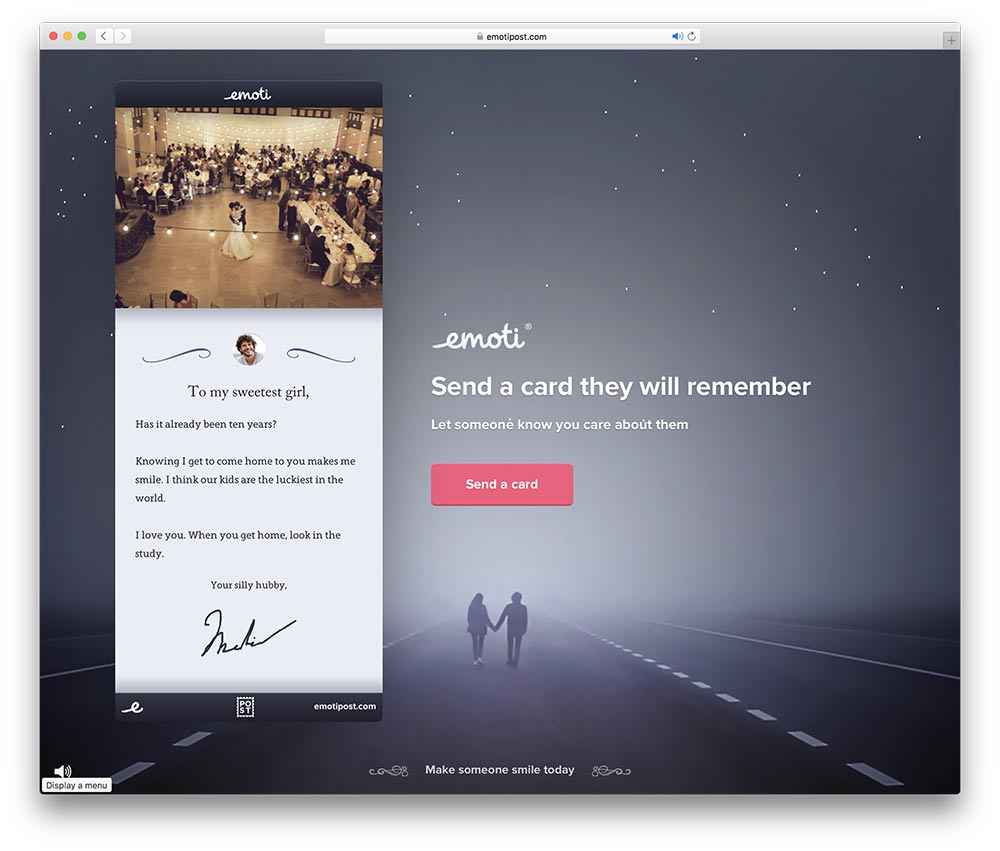 emotipost.com
emoti
To my sweetest girl,
Has it already been ten years?
Knowing I get to come home to you makes me
smile. I think our kids are the luckiest in the
world.
I love you. When you get home, look in the
study.
Your silly hubby,
e
PO
ST
emotipost.com
emoti®
Send a card they will remember
Let someone know you care about them
Send a card
Make someone smile today
Display a menu